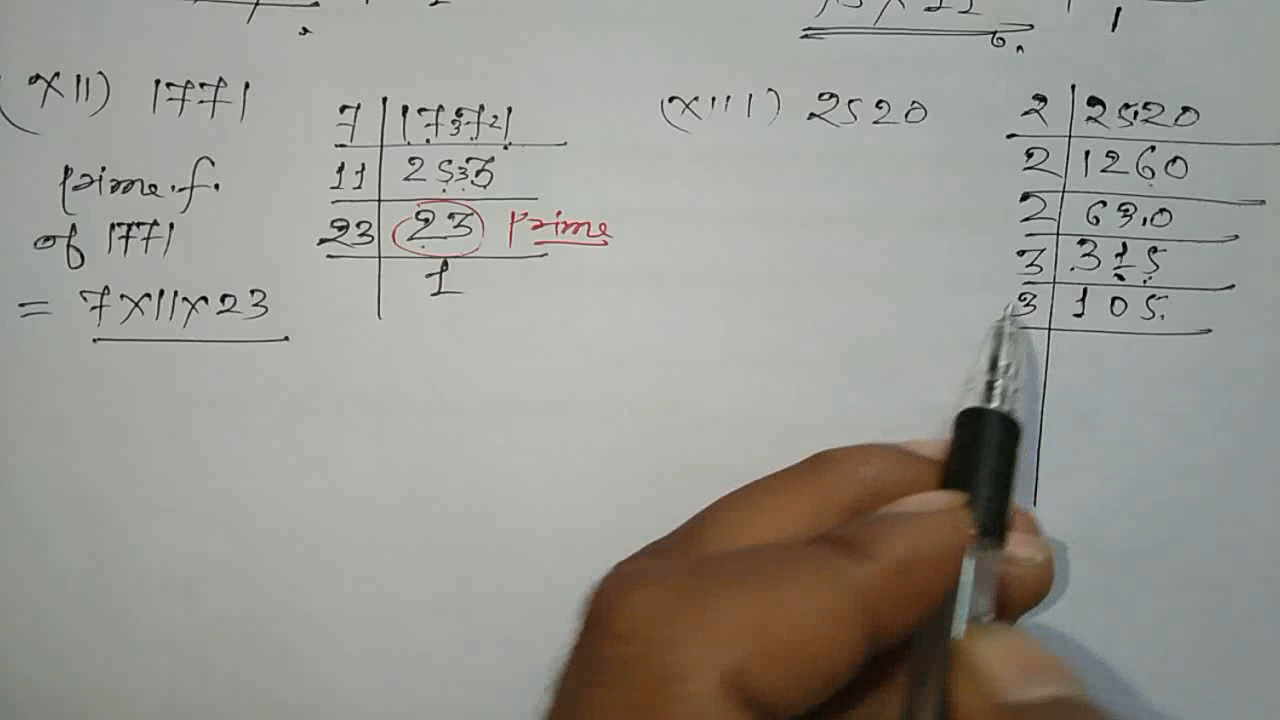 (XII) 1771
7 | 1771
11 | 253
23 | 23 prime
1
prime.f.
of 1771
= 7×11×23
(XIII) 2520
2 | 2520
2 | 1260
2 | 630
3 | 315
3 | 105